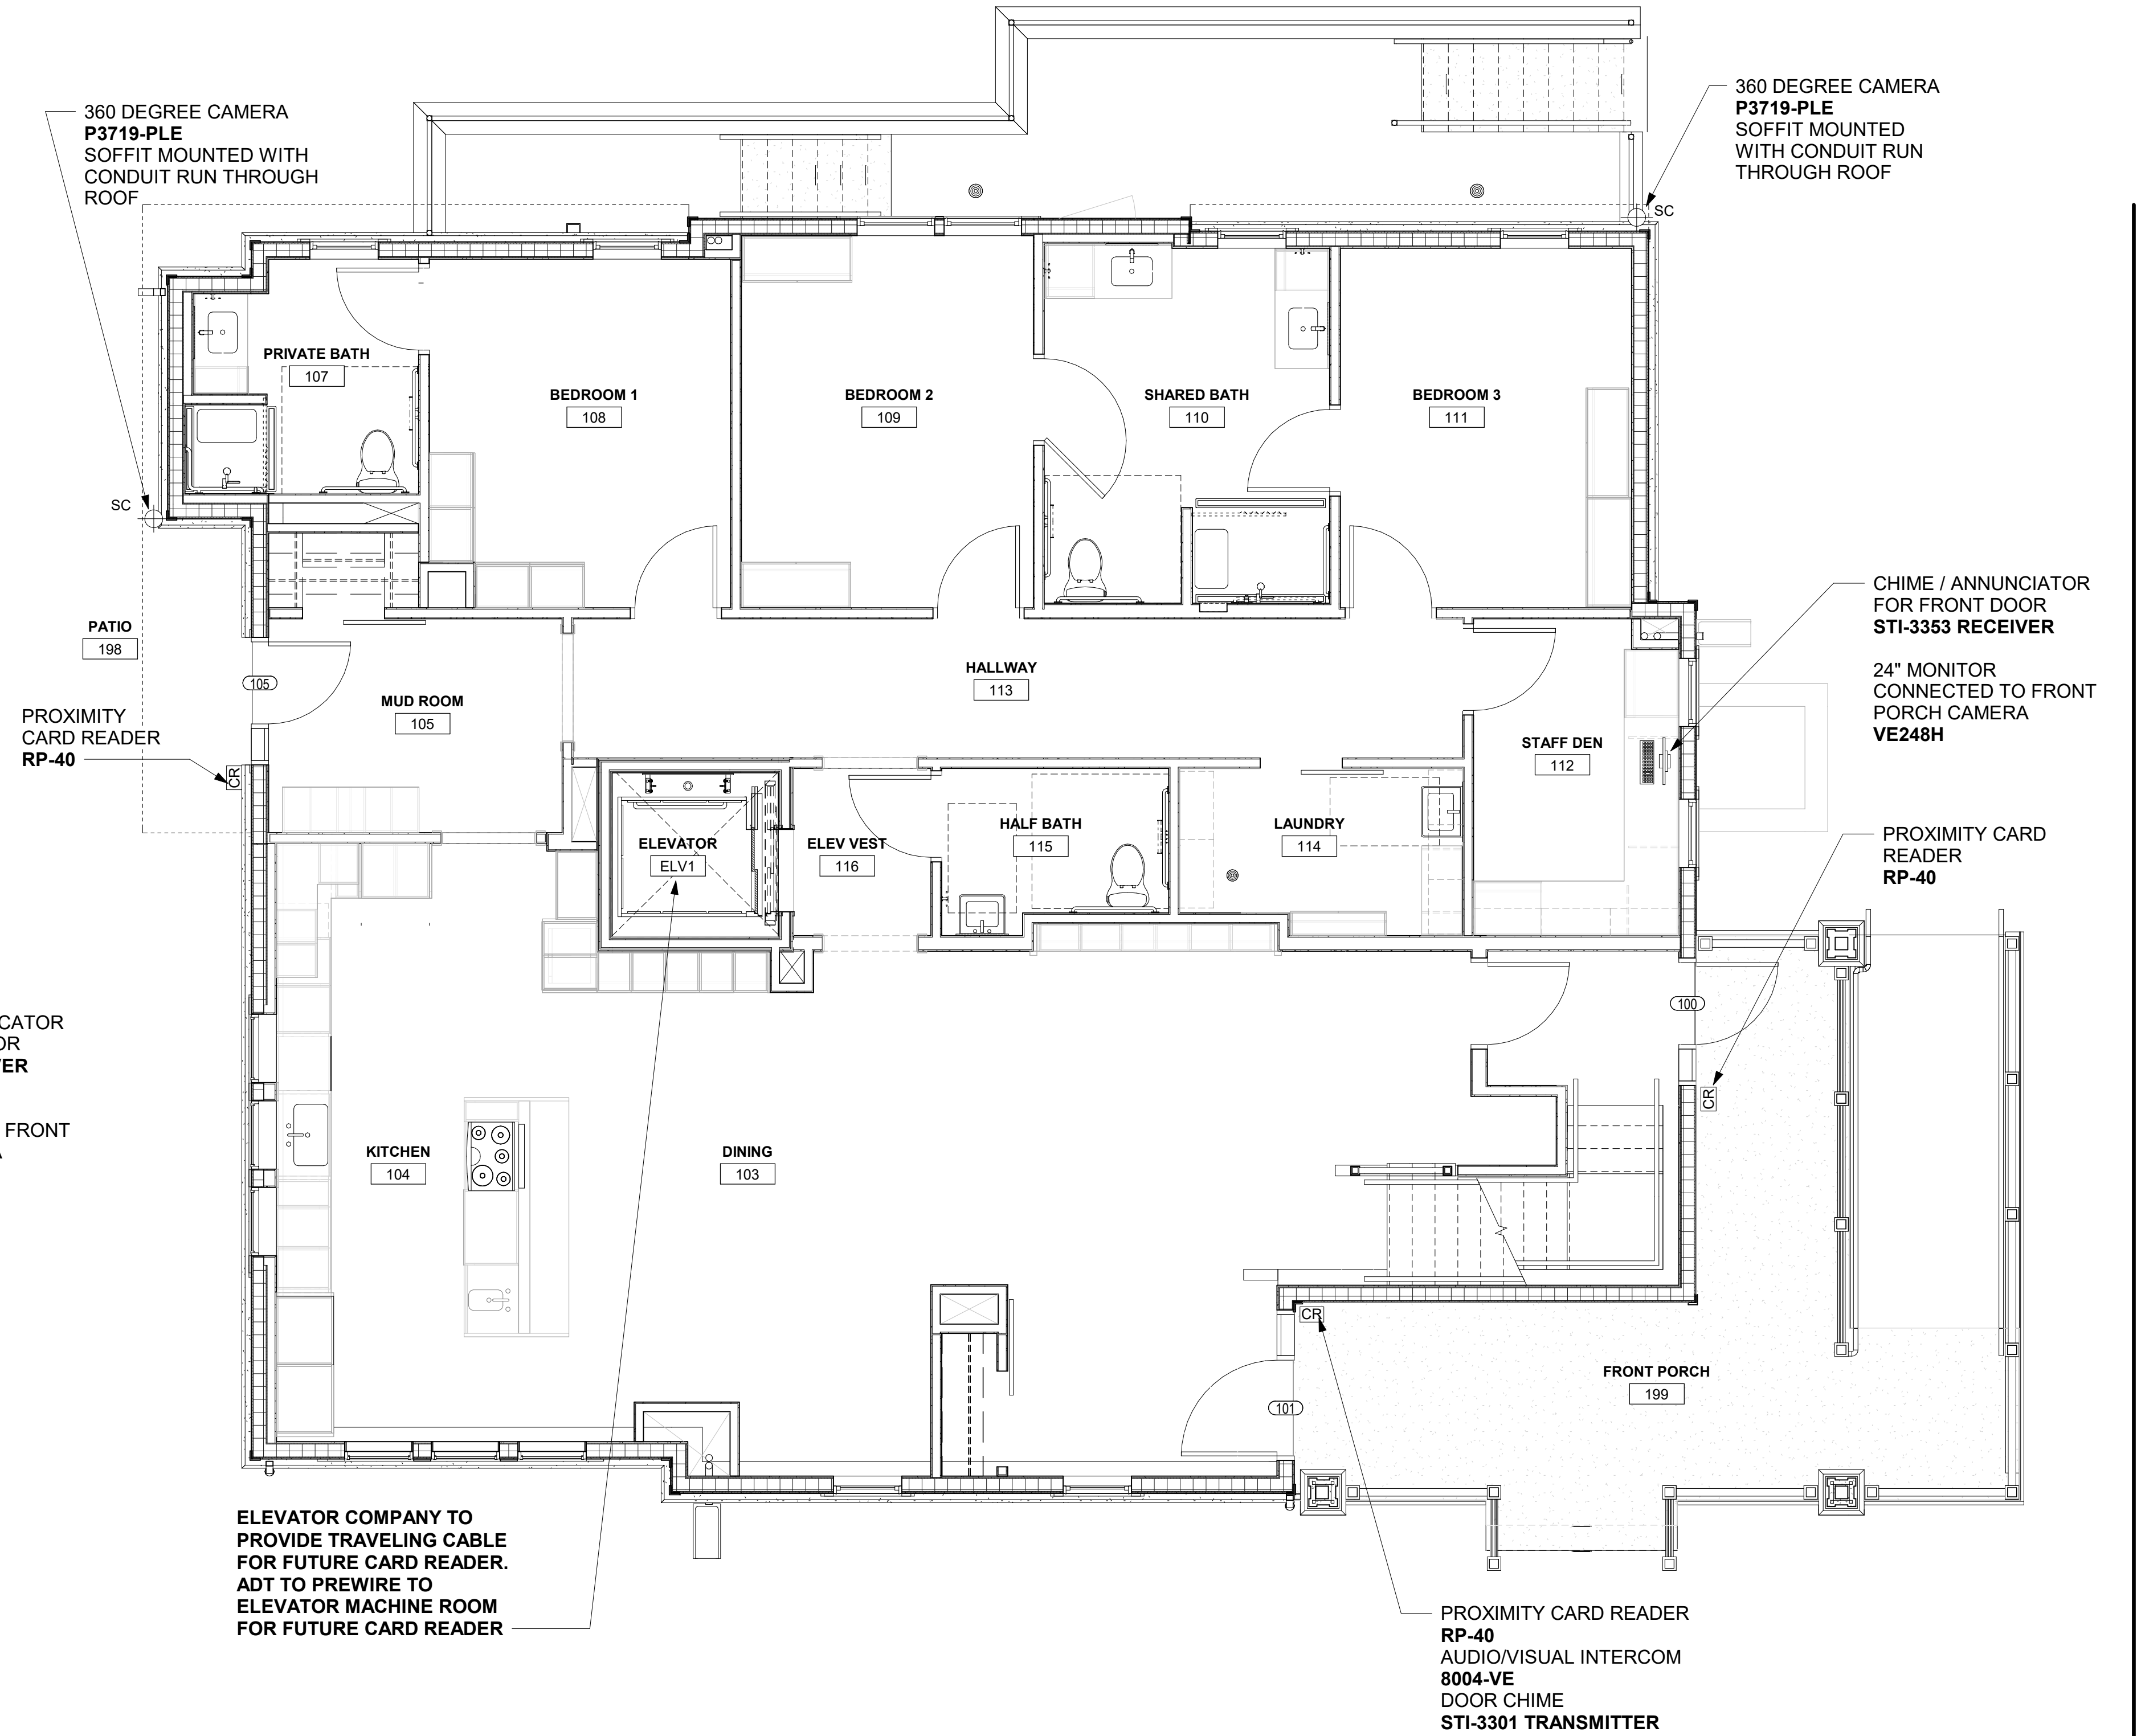 360 DEGREE CAMERA
P3719-PLE
SOFFIT MOUNTED WITH
CONDUIT RUN THROUGH
ROOF
360 DEGREE CAMERA
P3719-PLE
SOFFIT MOUNTED
WITH CONDUIT RUN
THROUGH ROOF
SC
PRIVATE BATH
107
BEDROOM 1
108
BEDROOM 2
109
SHARED BATH
110
BEDROOM 3
111
SC
PATIO
198
105
MUD ROOM
105
HALLWAY
113
CHIME / ANNUNCIATOR
FOR FRONT DOOR
STI-3353 RECEIVER
24" MONITOR
CONNECTED TO FRONT
PORCH CAMERA
VE248H
PROXIMITY
CARD READER
RP-40
CR
STAFF DEN
112
ELEVATOR
ELV1
ELEV VEST
116
HALF BATH
115
LAUNDRY
114
PROXIMITY CARD
READER
RP-40
100
CR
CATOR
OR
VER
FRONT
KITCHEN
104
DINING
103
CR
FRONT PORCH
199
101
ELEVATOR COMPANY TO
PROVIDE TRAVELING CABLE
FOR FUTURE CARD READER.
ADT TO PREWIRE TO
ELEVATOR MACHINE ROOM
FOR FUTURE CARD READER
PROXIMITY CARD READER
RP-40
AUDIO/VISUAL INTERCOM
8004-VE
DOOR CHIME
STI-3301 TRANSMITTER